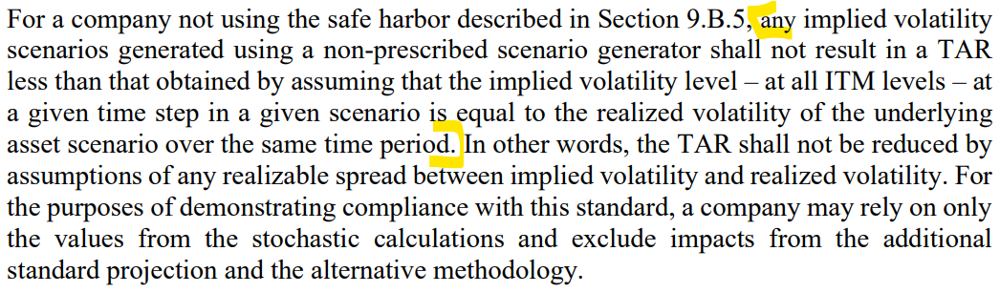 For a company not using the safe harbor described in Section 9.B.5, any implied volatility
scenarios generated using a non-prescribed scenario generator shall not result in a TAR
less than that obtained by assuming that the implied volatility level – at all ITM levels – at
a given time step in a given scenario is equal to the realized volatility of the underlying
asset scenario over the same time period. In other words, the TAR shall not be reduced by
assumptions of any realizable spread between implied volatility and realized volatility. For
the purposes of demonstrating compliance with this standard, a company may rely on only
the values from the stochastic calculations and exclude impacts from the additional
standard projection and the alternative methodology.